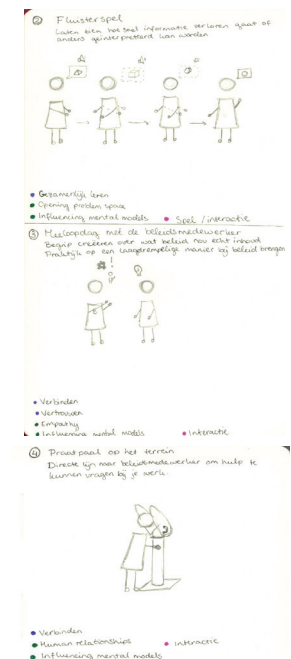 ② Fluisterspel
Laten zien hoe snel informatie verloren gaat of
anders geïnterpreteerd kan worden
Gezamenlijk leren
Opening problem space
Influencing mental models
Spel / interactie
③ Meeloopdag met de beleidsmedewerker
Begrip creëren over wat beleid nou echt inhoud
Praktijk op een laagdrempelige manier bij beleid brengen
Verbinden
Vertrouwen
Empathy
Influencing mental models
Interactie
④ Praatpaal op het terrein
Directe lijn naar beleidsmedewerker om hulp te
kunnen vragen bij je werk
Verbinden
Human relationships
Interactie
Influencing mental models